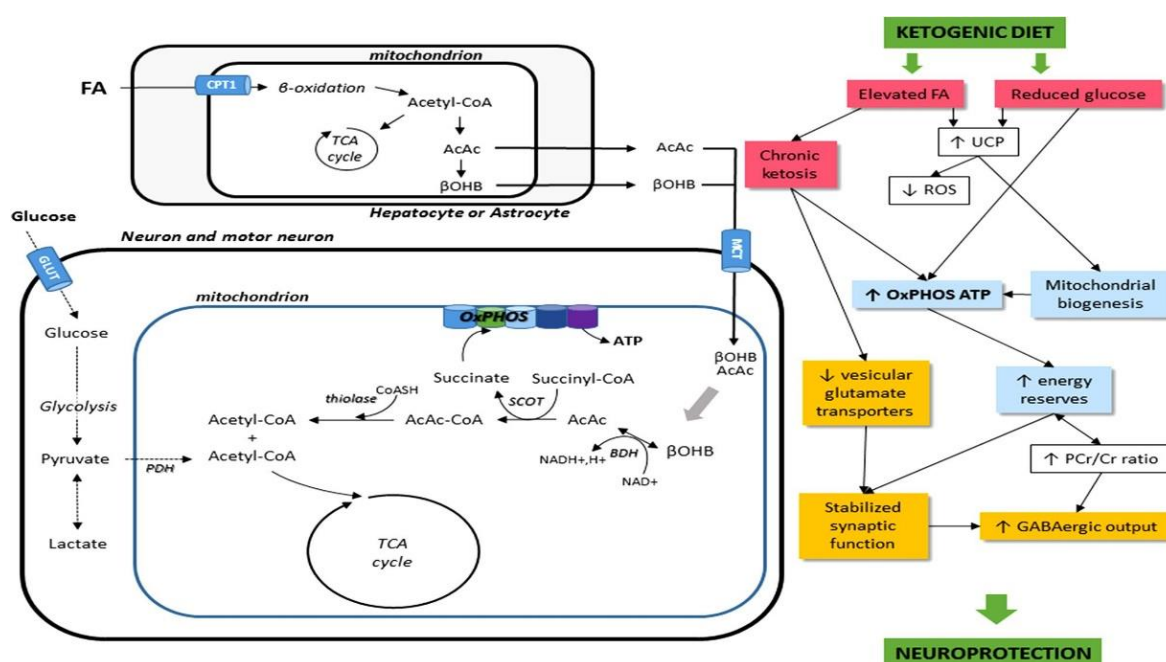 mitochondrion
FA
CPT1
β-oxidation
Acetyl-CoA
TCA
cycle
AcAc
βOHB
AcAc
βOHB
Hepatocyte or Astrocyte
Glucose
GLUT
Neuron and motor neuron
MCT
mitochondrion
OxPHOS
ATP
Glucose
Glycolysis
Pyruvate
PDH
Lactate
Succinate
Succinyl-CoA
CoASH
thiolase
SCOT
Acetyl-CoA
+
Acetyl-CoA
AcAc-CoA
AcAc
βOHB
AcAc
βOHB
BDH
NADH+,H+
NAD+
TCA
cycle
KETOGENIC DIET
Elevated FA
Reduced glucose
↑ UCP
Chronic
ketosis
↓ ROS
↑ OxPHOS ATP
Mitochondrial
biogenesis
↓ vesicular
glutamate
transporters
↑ energy
reserves
↑ PCr/Cr ratio
Stabilized
synaptic
function
↑ GABAergic output
NEUROPROTECTION